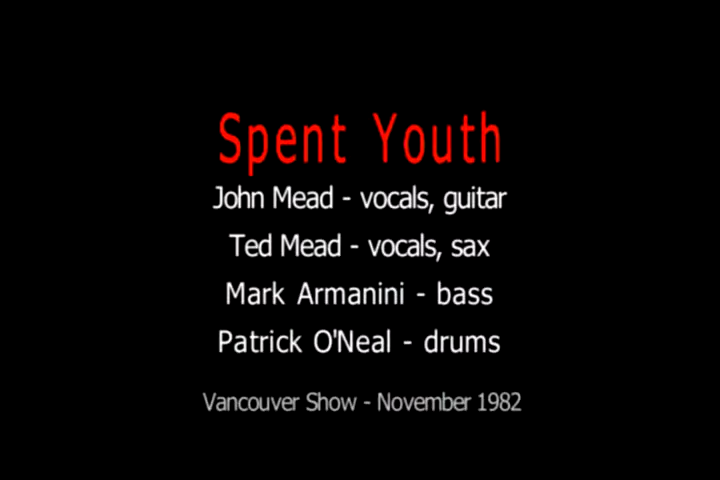 Spent Youth
John Mead - vocals, guitar
Ted Mead - vocals, sax
Mark Armanini - bass
Patrick O'Neal - drums
Vancouver Show - November 1982